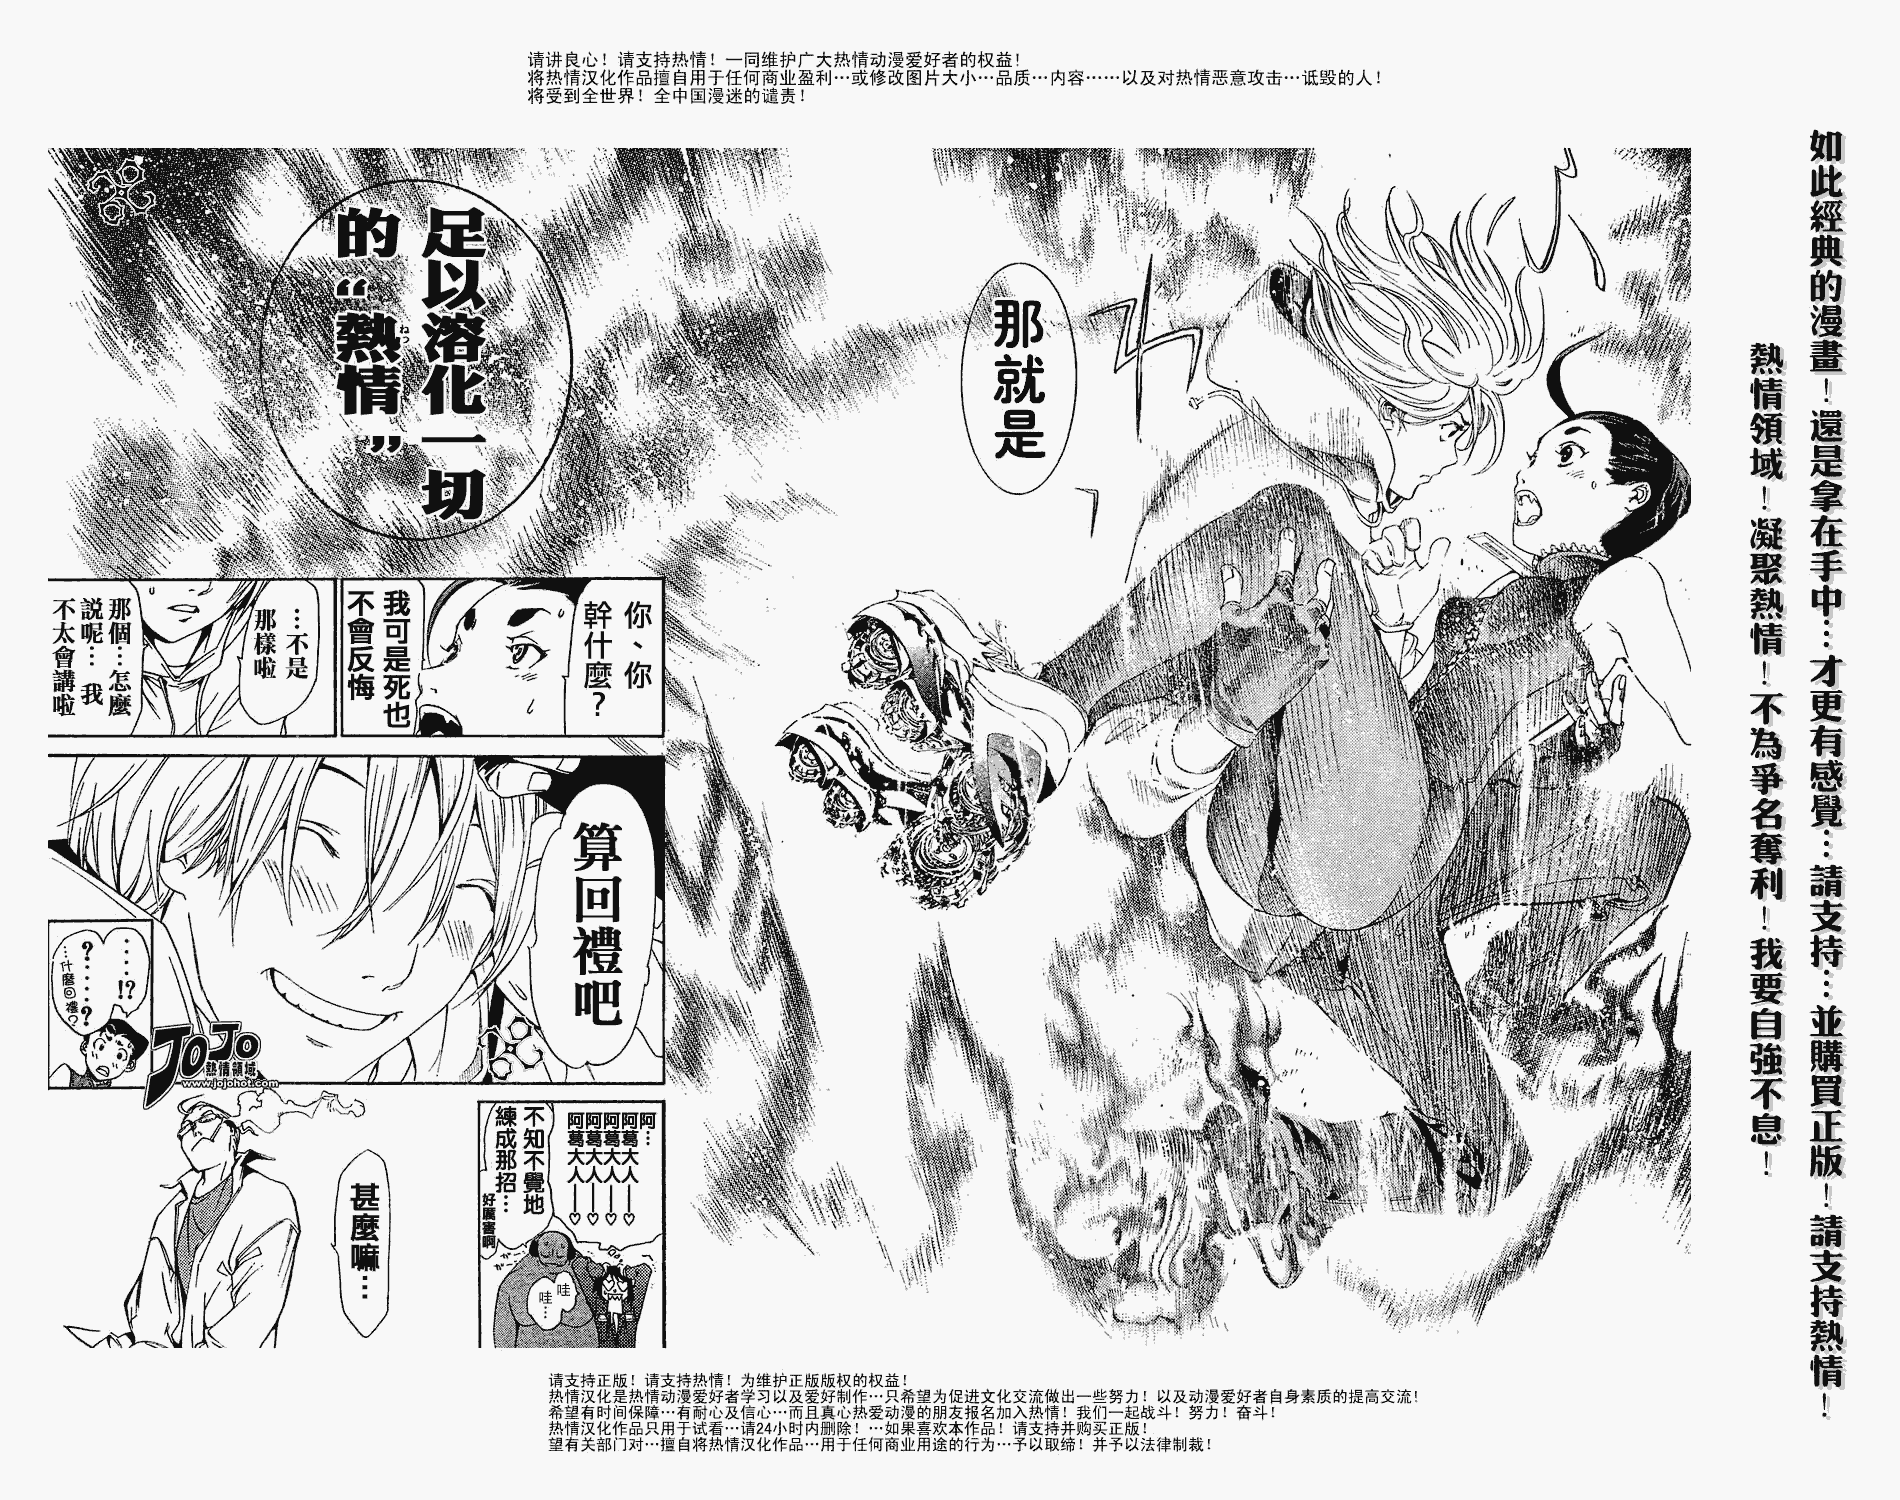 请讲良心！请支持热情！一同维护广大热情动漫爱好者的权益！
将热情汉化作品擅自用于任何商业盈利…或修改图片大小…品质…内容……以及对热情恶意攻击…诋毁的人！
将受到全世界！全中国漫迷的谴责！
如此經典的漫畫！還是拿在手中…才更有感覺…請支持…並購買正版！請支持熱情！
熱情領域！凝聚熱情！不為爭名奪利！我要自強不息！
那就是
足以溶化一切
的“熱情”
ねつ
你、你
幹什麼？
我可是死也
不會反悔
…不是
那樣啦
那個…怎麼
説呢…我
不太會講啦
算回禮吧
…!?
?……?
…什麼回禮？
JOJO
熱情領域
www.jojohot.com
阿…
阿葛大人—♡
阿葛大人—♡
阿葛大人—♡
阿葛大人—♡
不知不覺地
練成那招…
好厲害啊
哇
哇…
甚麼嘛…
请支持正版！请支持热情！为维护正版版权的权益！
热情汉化是热情动漫爱好者学习以及爱好制作…只希望为促进文化交流做出一些努力！以及动漫爱好者自身素质的提高交流！
希望有时间保障…有耐心及信心…而且真心热爱动漫的朋友报名加入热情！我们一起战斗！努力！奋斗！
热情汉化作品只用于试看…请24小时内删除！…如果喜欢本作品！请支持并购买正版！
望有关部门对…擅自将热情汉化作品…用于任何商业用途的行为…予以取缔！并予以法律制裁！